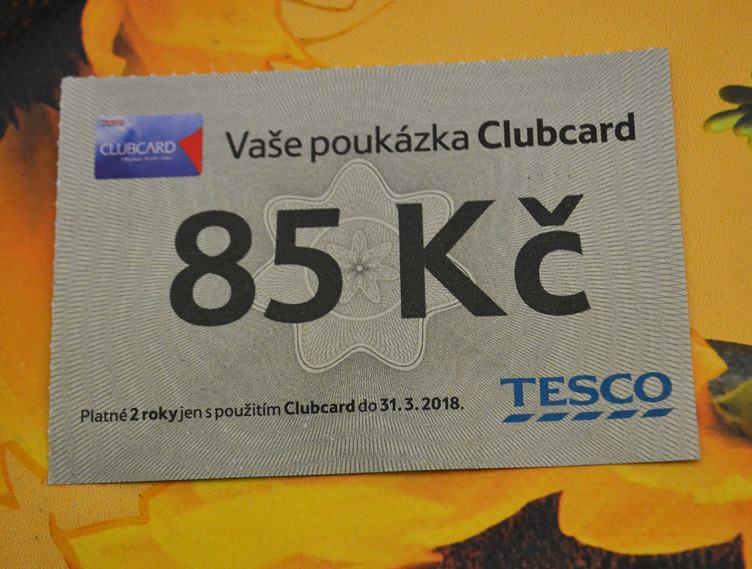 CLUBCARD
Vaše poukázka Clubcard
85 Kč
Platné 2 roky jen s použitím Clubcard do 31. 3. 2018.
TESCO